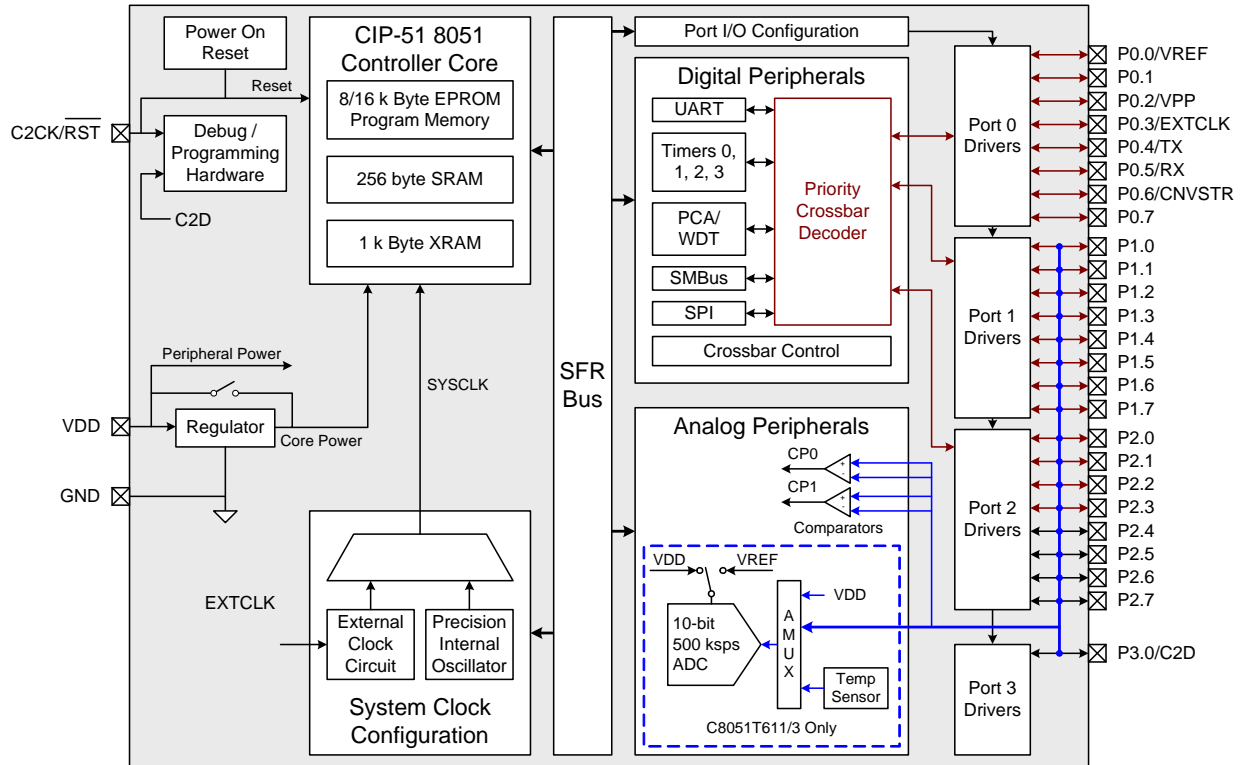 Power On
Reset
Reset
C2CK/RST
Debug /
Programming
Hardware
C2D
CIP-51 8051
Controller Core
8/16 k Byte EPROM
Program Memory
256 byte SRAM
1 k Byte XRAM
Peripheral Power
VDD
Regulator
Core Power
GND
SYSCLK
EXTCLK
External
Clock
Circuit
Precision
Internal
Oscillator
System Clock
Configuration
SFR
Bus
Port I/O Configuration
Digital Peripherals
UART
Timers 0,
1, 2, 3
PCA/
WDT
SMBus
SPI
Priority
Crossbar
Decoder
Crossbar Control
Analog Peripherals
CP0
+
-
CP1
+
-
Comparators
VDD
VREF
10-bit
500 ksps
ADC
A
M
U
X
VDD
Temp
Sensor
C8051T611/3 Only
Port 0
Drivers
Port 1
Drivers
Port 2
Drivers
Port 3
Drivers
P0.0/VREF
P0.1
P0.2/VPP
P0.3/EXTCLK
P0.4/TX
P0.5/RX
P0.6/CNVSTR
P0.7
P1.0
P1.1
P1.2
P1.3
P1.4
P1.5
P1.6
P1.7
P2.0
P2.1
P2.2
P2.3
P2.4
P2.5
P2.6
P2.7
P3.0/C2D